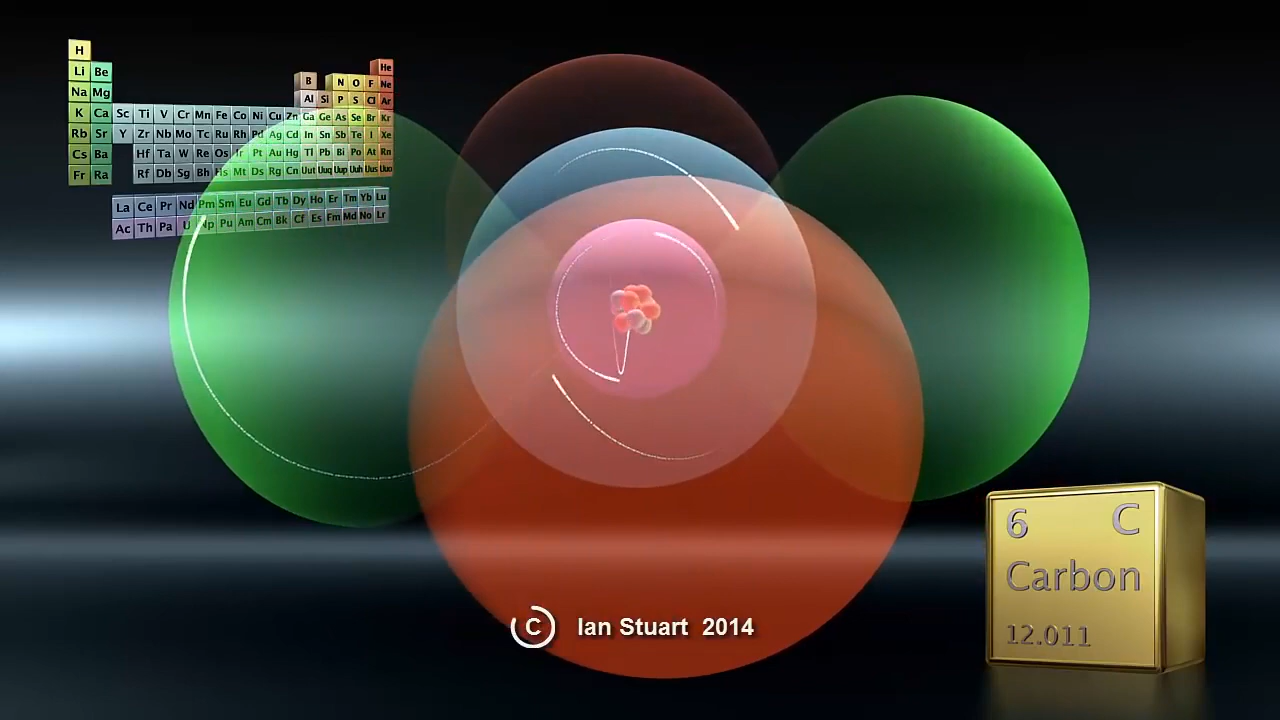 H He
Li Be B N O F Ne
Na Mg Al Si P S Cl Ar
K Ca Sc Ti V Cr Mn Fe Co Ni Cu Zn Ga Ge As Se Br Kr
Rb Sr Y Zr Nb Mo Tc Ru Rh Pd Ag Cd In Sn Sb Te I Xe
Cs Ba Hf Ta W Re Os Ir Pt Au Hg Tl Pb Bi Po At Rn
Fr Ra Rf Db Sg Bh Hs Mt Ds Rg Cn Uut Uuq Uup Uuh Uus Uuo
La Ce Pr Nd Pm Sm Eu Gd Tb Dy Ho Er Tm Yb Lu
Ac Th Pa U Np Pu Am Cm Bk Cf Es Fm Md No Lr
6 C
Carbon
12.011
C Ian Stuart 2014